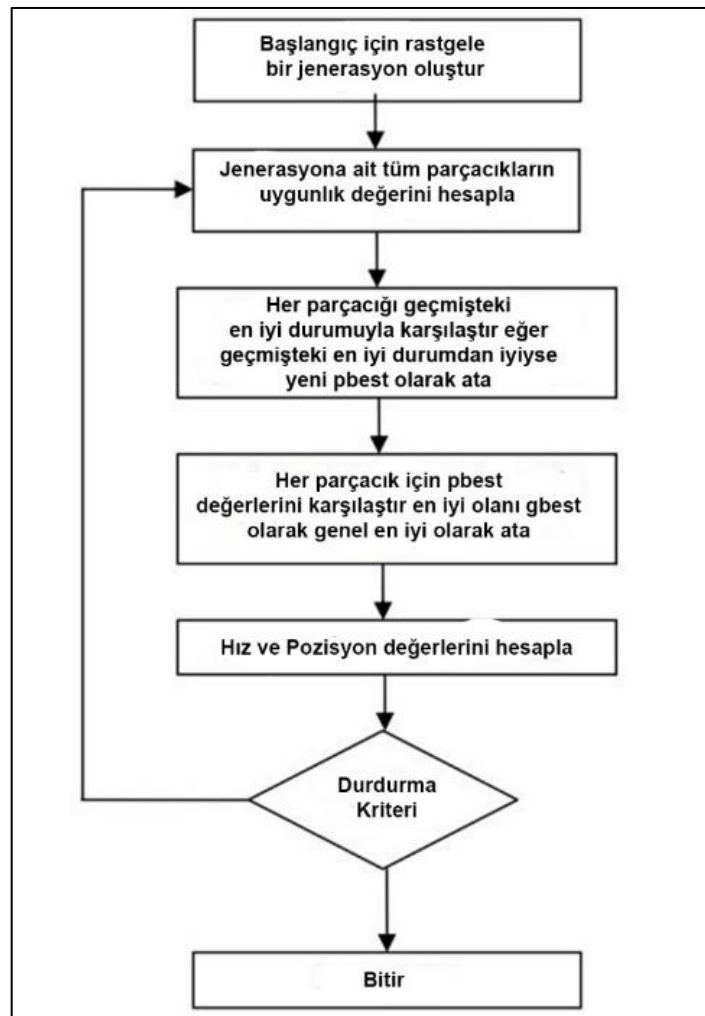 Başlangıç için rastgele
bir jenerasyon oluştur
Jenerasyona ait tüm parçacıkların
uygunlık değerini hesapla
Her parçacığı geçmişteki
en iyi durumuyla karşılaştır eğer
geçmişteki en iyi durumdan iyiyse
yeni pbest olarak ata
Her parçacık için pbest
değerlerini karşılaştır en iyi olanı gbest
olarak genel en iyi olarak ata
Hız ve Pozisyon değerlerini hesapla
Durdurma
Kriteri
Bitir